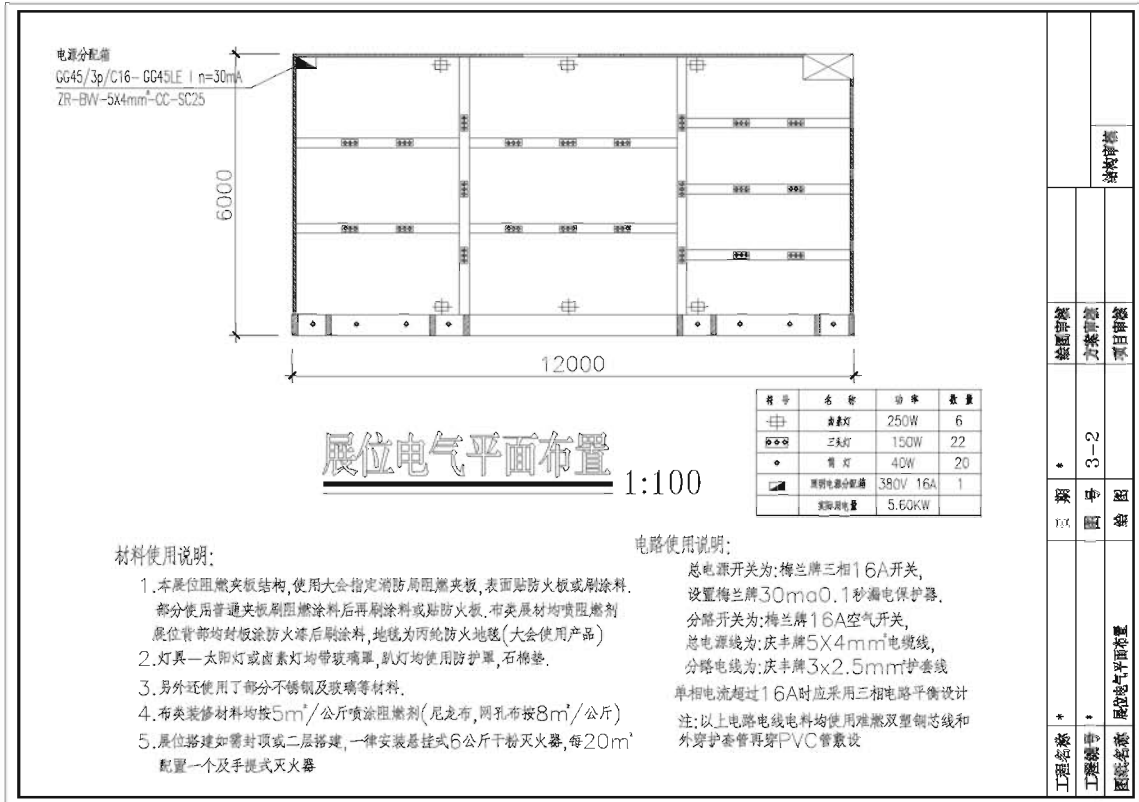 电源分配箱
GG45/3p/C16- GG45LE I n=30mA
ZR-BVV-5X4mm²-CC-SC25
6000
12000
展位电气平面布置
1:100
符 号 名 称 功 率 数 量
卤素灯 250W 6
三头灯 150W 22
筒 灯 40W 20
照明电源分配箱 380V 16A 1
实际用电量 5.60KW
材料使用说明:
1.本展位阻燃夹板结构,使用大会指定消防局阻燃夹板,表面贴防火板或刷涂料.
部分使用普通夹板刷阻燃涂料后再刷涂料或贴防火板.布类展材均喷阻燃剂
展位背部均封板涂防火漆后刷涂料,地毯为丙纶防火地毯(大会使用产品)
2.灯具—太阳灯或卤素灯均带玻璃罩,趴灯均使用防护罩,石棉垫.
3.另外还使用了部分不锈钢及玻璃等材料.
4.布类装修材料均按5m²/公斤喷涂阻燃剂(尼龙布,网孔布按8m²/公斤)
5.展位搭建如需封顶或二层搭建,一律安装悬挂式6公斤干粉灭火器,每20m²
配置一个及手提式灭火器
电路使用说明:
总电源开关为:梅兰牌三相16A开关,
设置梅兰牌30ma0.1秒漏电保护器.
分路开关为:梅兰牌16A空气开关,
总电源线为:庆丰牌5X4mm²电缆线,
分路电线为:庆丰牌3x2.5mm²护套线
单相电流超过16A时应采用三相电路平衡设计
注:以上电路电线电料均使用难燃双塑铜芯线和
外穿护套管再穿PVC管敷设
结构审核
绘图审核
方案审核
项目审核
日 期 *
图 号 3-2
绘 图
工程名称 *
工程编号 *
图纸名称 展位电气平面布置